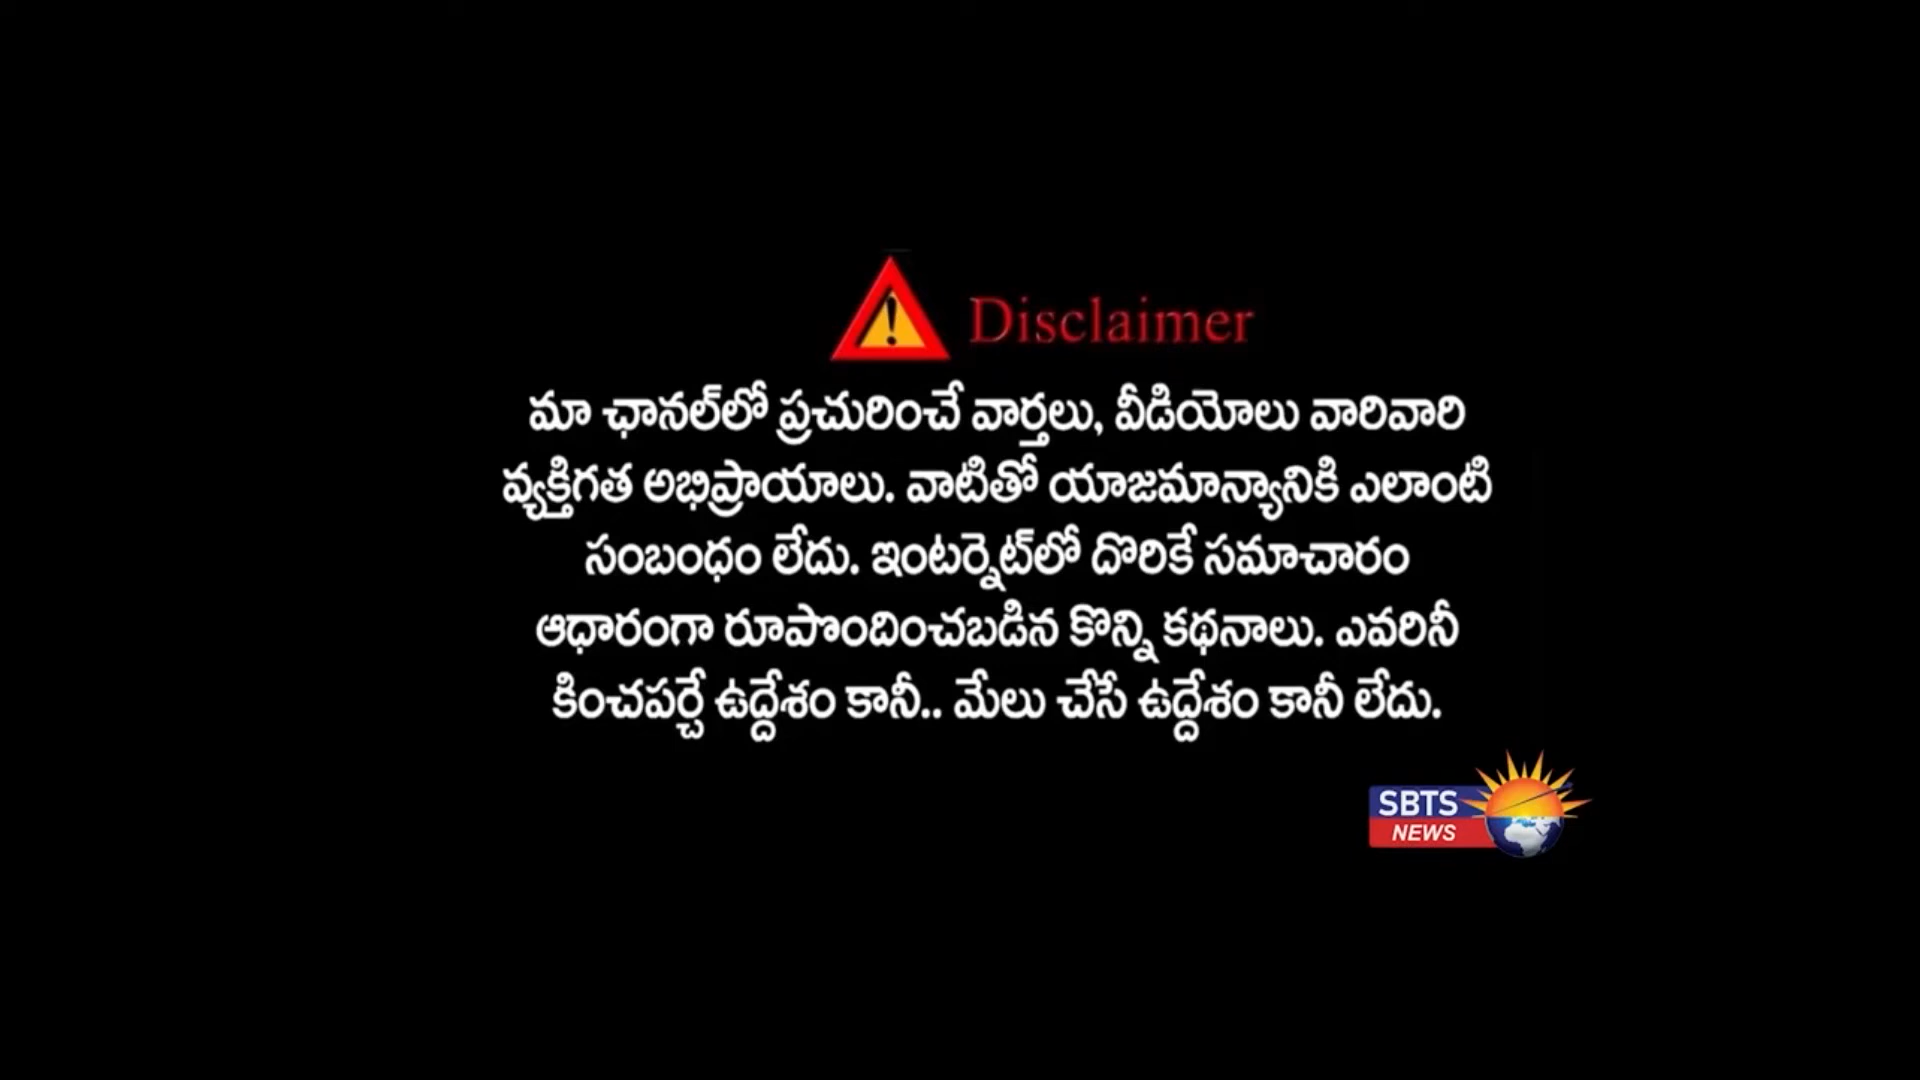 Disclaimer
మా ఛానల్‌లో ప్రచురించే వార్తలు, వీడియోలు వారివారి
వ్యక్తిగత అభిప్రాయాలు. వాటితో యాజమాన్యానికి ఎలాంటి
సంబంధం లేదు. ఇంటర్నెట్‌లో దొరికే సమాచారం
ఆధారంగా రూపొందించబడిన కొన్ని కథనాలు. ఎవరినీ
కించపర్చే ఉద్దేశం కానీ.. మేలు చేసే ఉద్దేశం కానీ లేదు.
SBTS
NEWS